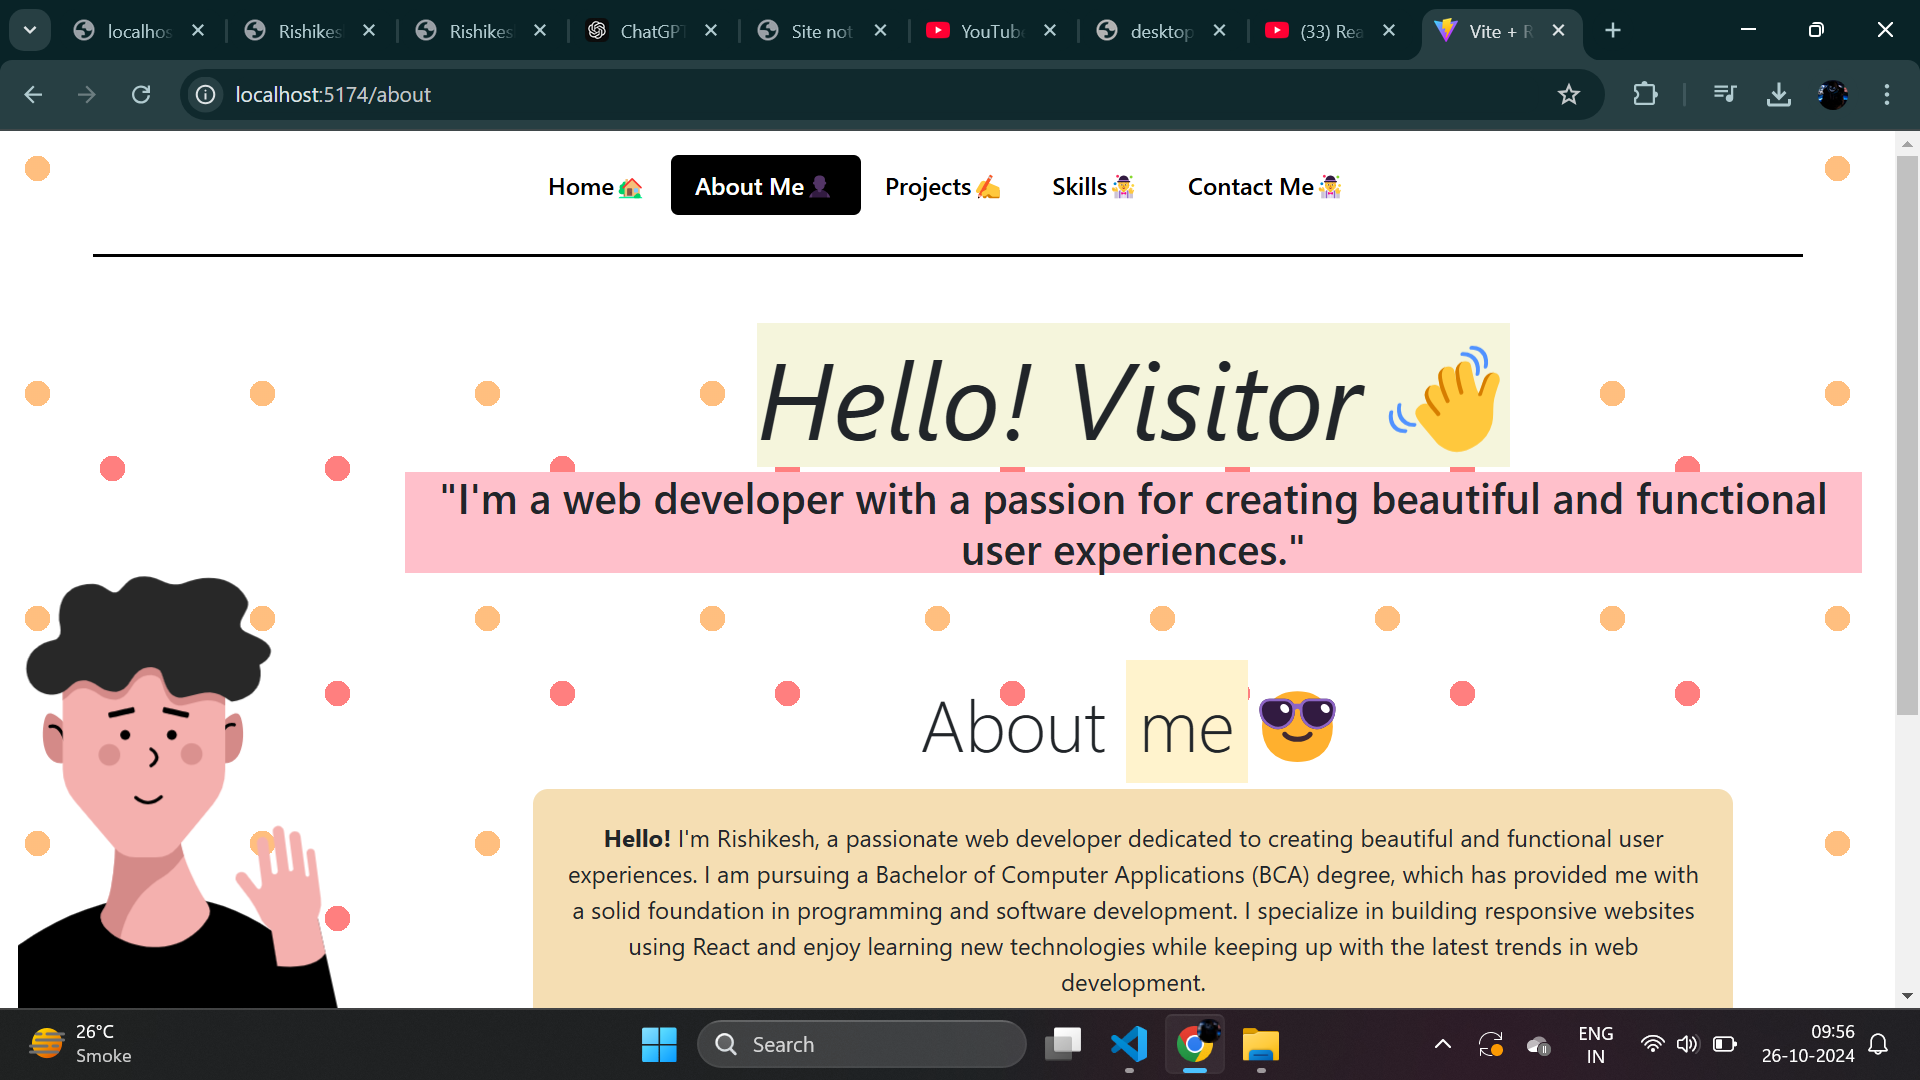 localhos
Rishikes
Rishikes
ChatGPT
Site not
YouTube
desktop
(33) Rea
Vite + R
localhost:5174/about
Home
About Me
Projects
Skills
Contact Me
Hello! Visitor
"I'm a web developer with a passion for creating beautiful and functional
user experiences."
About me
Hello! I'm Rishikesh, a passionate web developer dedicated to creating beautiful and functional user
experiences. I am pursuing a Bachelor of Computer Applications (BCA) degree, which has provided me with
a solid foundation in programming and software development. I specialize in building responsive websites
using React and enjoy learning new technologies while keeping up with the latest trends in web
development.
26°C
Smoke
Search
ENG
IN
09:56
26-10-2024